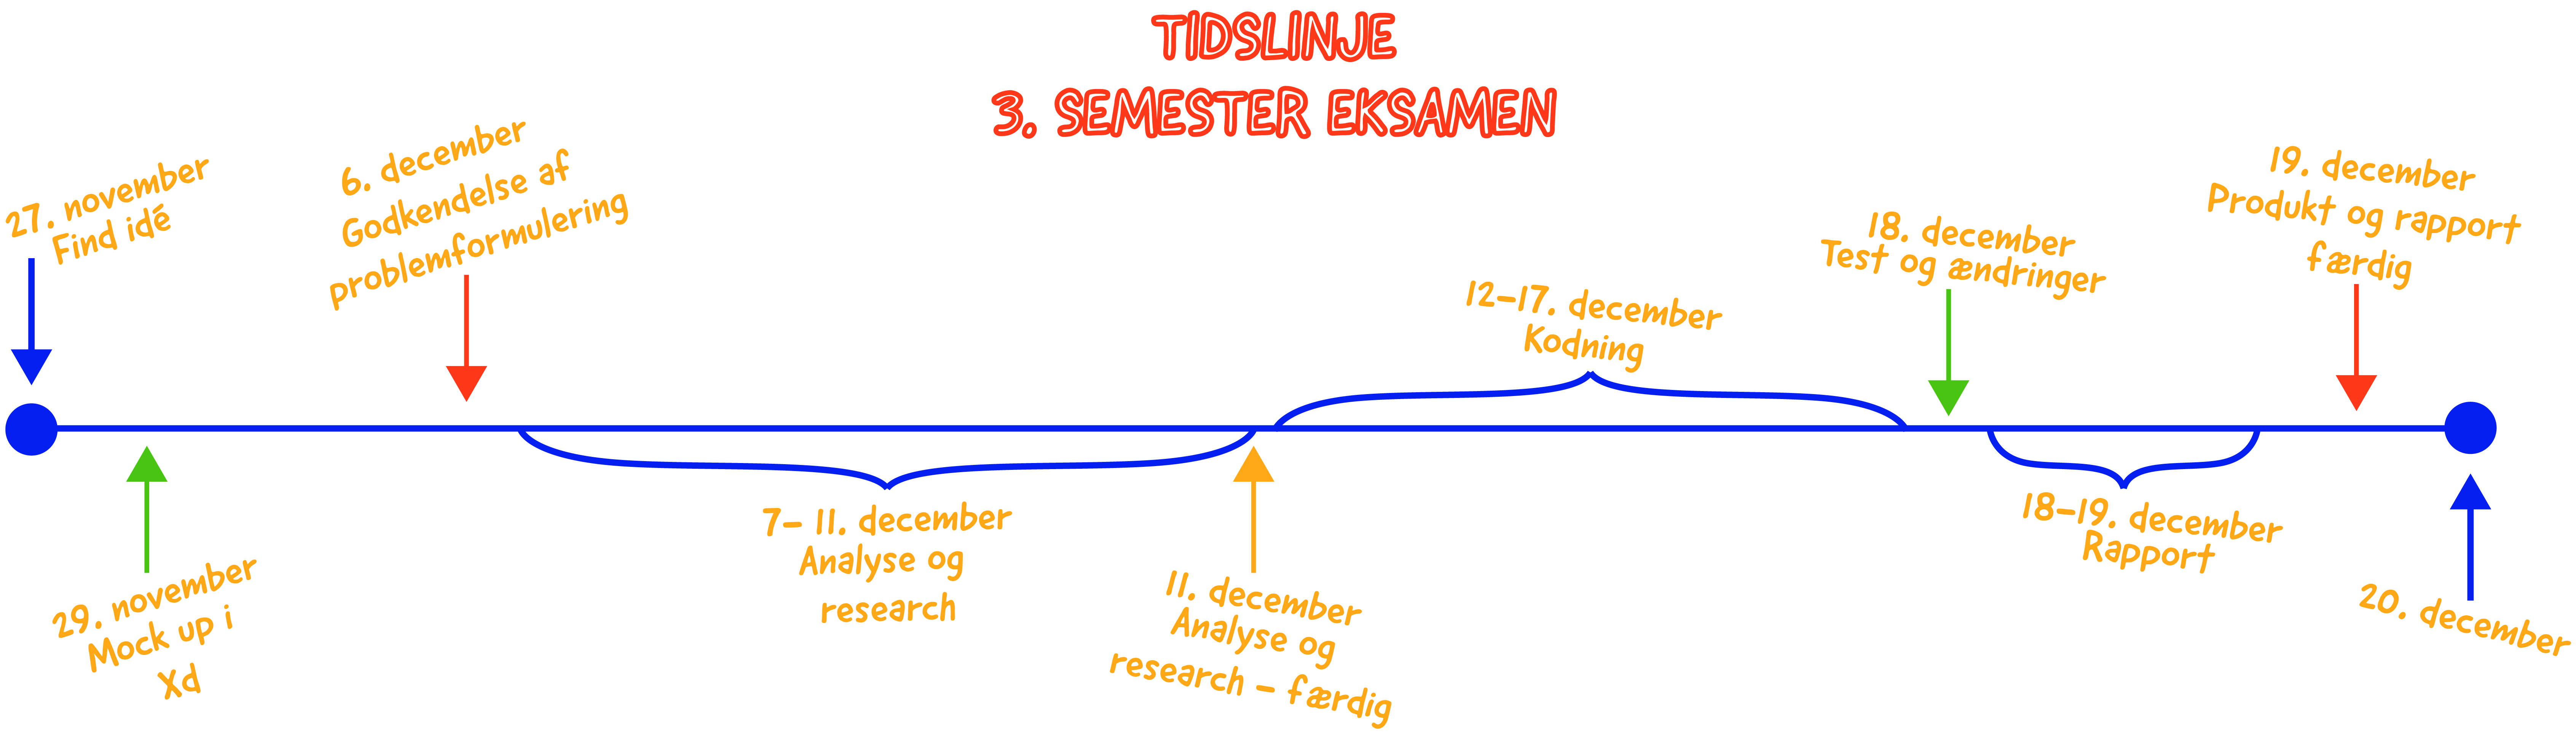 TIDSLINJE
3. SEMESTER EKSAMEN
27. november
Find idé
6. december
Godkendelse af
problemformulering
12-17. december
Kodning
18. december
Test og ændringer
19. december
Produkt og rapport
færdig
29. november
Mock up i
Xd
7- 11. december
Analyse og
research
11. december
Analyse og
research - færdig
18-19. december
Rapport
20. december